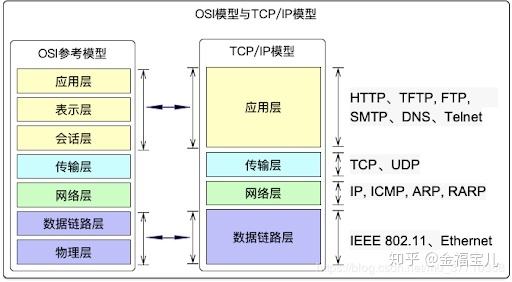 OSI模型与TCP/IP模型
OSI参考模型
应用层
表示层
会话层
传输层
网络层
数据链路层
物理层
TCP/IP模型
应用层
传输层
网络层
数据链路层
HTTP、TFTP, FTP,
SMTP、DNS、Telnet
TCP、UDP
IP, ICMP, ARP, RARP
IEEE 802.11、Ethernet
知乎 @金福宝儿